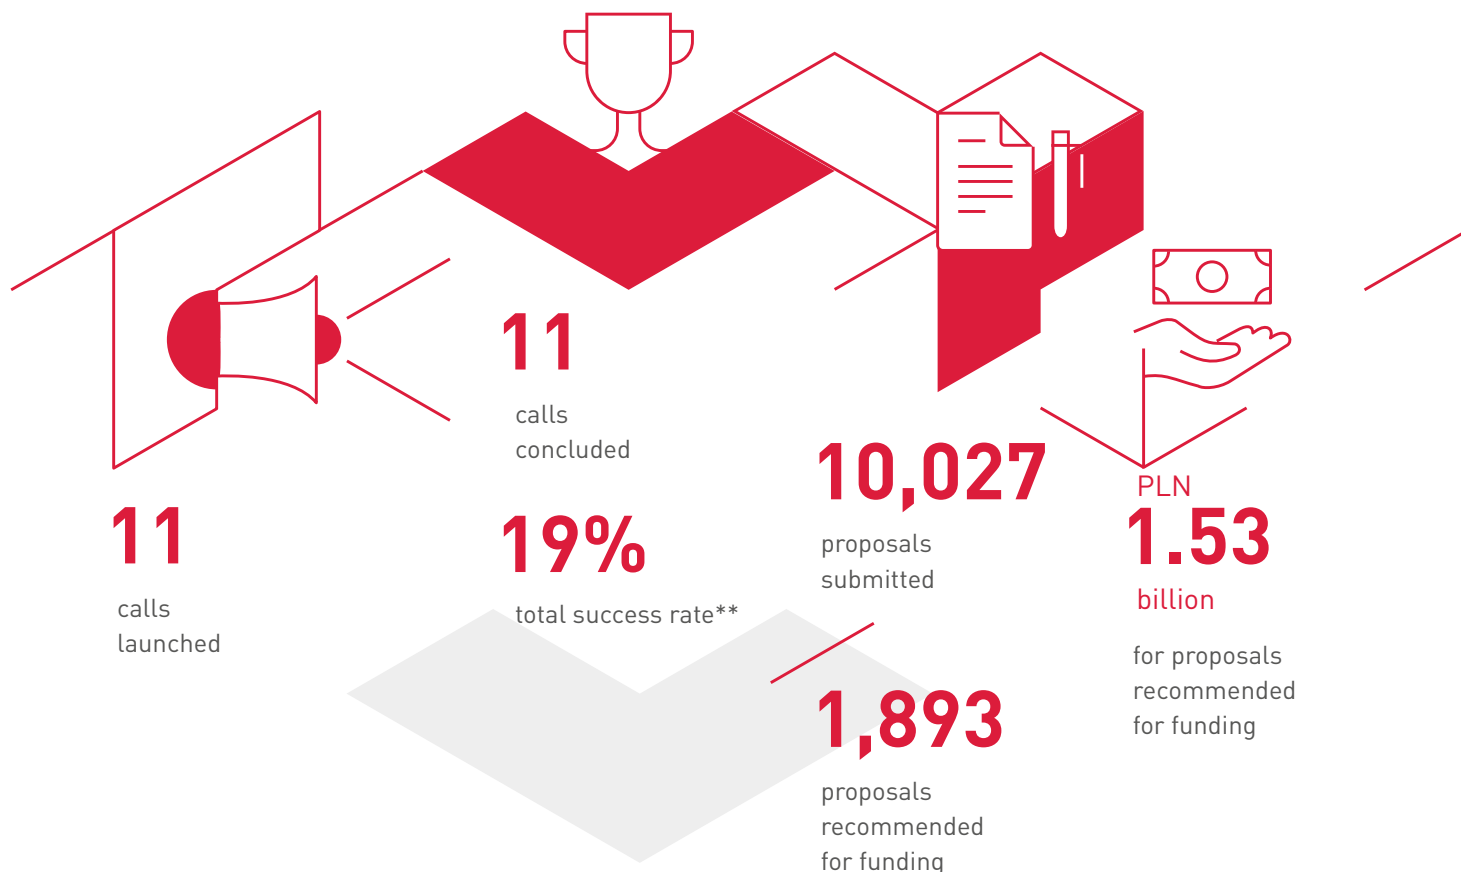 11
calls
launched
11
calls
concluded
19%
total success rate**
10,027
proposals
submitted
1,893
proposals
recommended
for funding
PLN
1.53
billion
for proposals
recommended
for funding